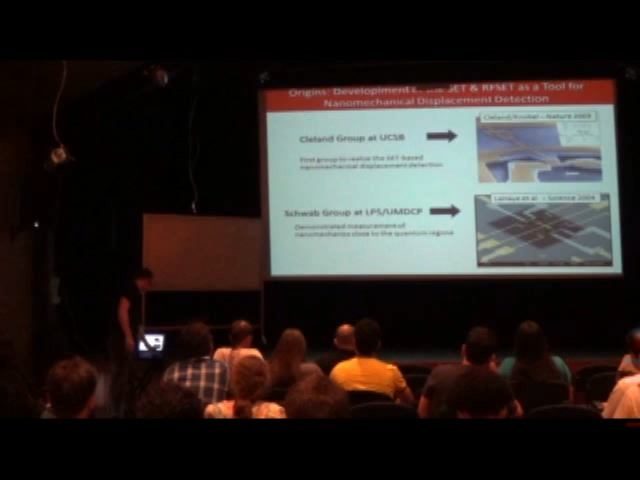 Origins: Development of the SET & RFSET as a Tool for
Nanomechanical Displacement Detection
Cleland Group at UCSB
First group to realize the SET-based
nanomechanical displacement detection
Cleland/Knobel – Nature 2003
Schwab Group at LPS/UMDCP
Demonstrated measurement of
nanomechanics close to the quantum regime
Lahaye et al. – Science 2004